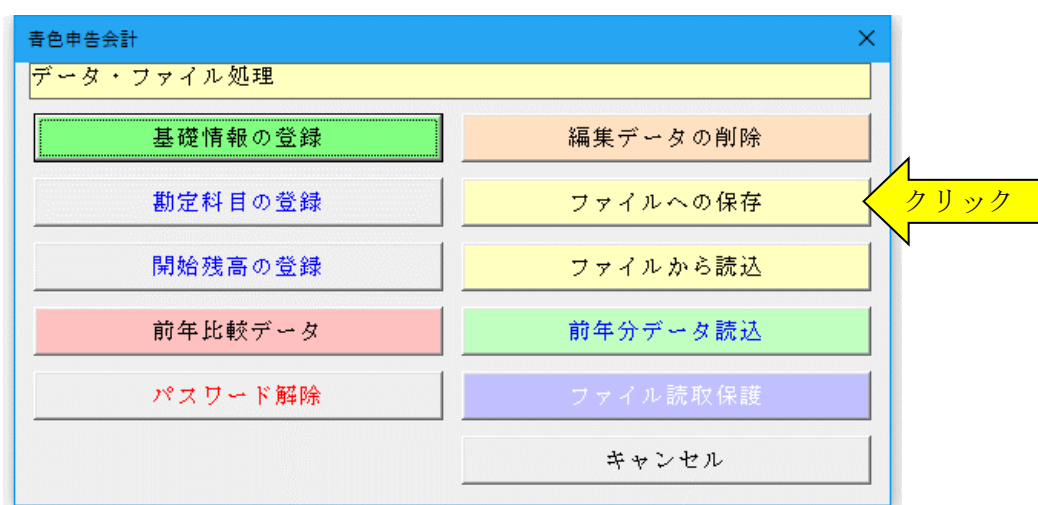 青色申告会計
データ・ファイル処理
基礎情報の登録
編集データの削除
勘定科目の登録
ファイルへの保存
クリック
開始残高の登録
ファイルから読込
前年比較データ
前年分データ読込
パスワード解除
ファイル読取保護
キャンセル